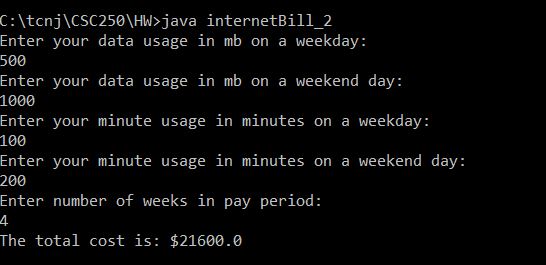 C:\tcnj\CSC250\HW>java internetBill_2
Enter your data usage in mb on a weekday:
500
Enter your data usage in mb on a weekend day:
1000
Enter your minute usage in minutes on a weekday:
100
Enter your minute usage in minutes on a weekend day:
200
Enter number of weeks in pay period:
4
The total cost is: $21600.0